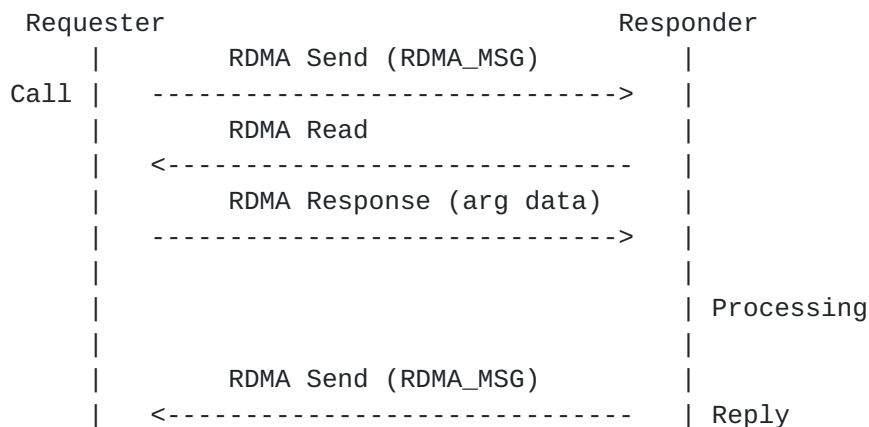 Requester Responder
RDMA Send (RDMA_MSG)
Call
RDMA Read
RDMA Response (arg data)
Processing
RDMA Send (RDMA_MSG)
Reply